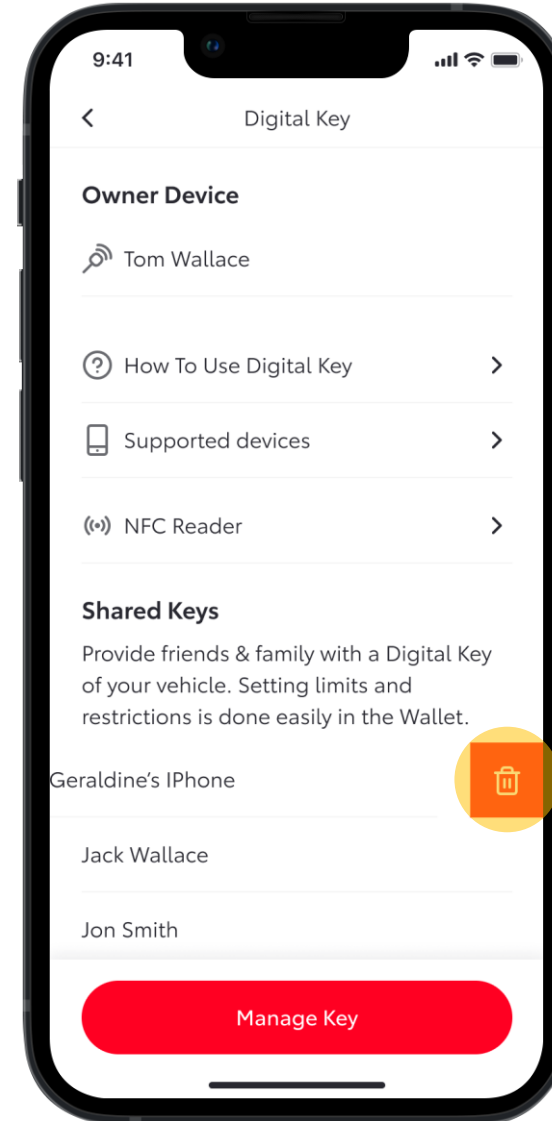 9:41
Digital Key
Owner Device
Tom Wallace
How To Use Digital Key
Supported devices
NFC Reader
Shared Keys
Provide friends & family with a Digital Key
of your vehicle. Setting limits and
restrictions is done easily in the Wallet.
Geraldine’s IPhone
Jack Wallace
Jon Smith
Manage Key